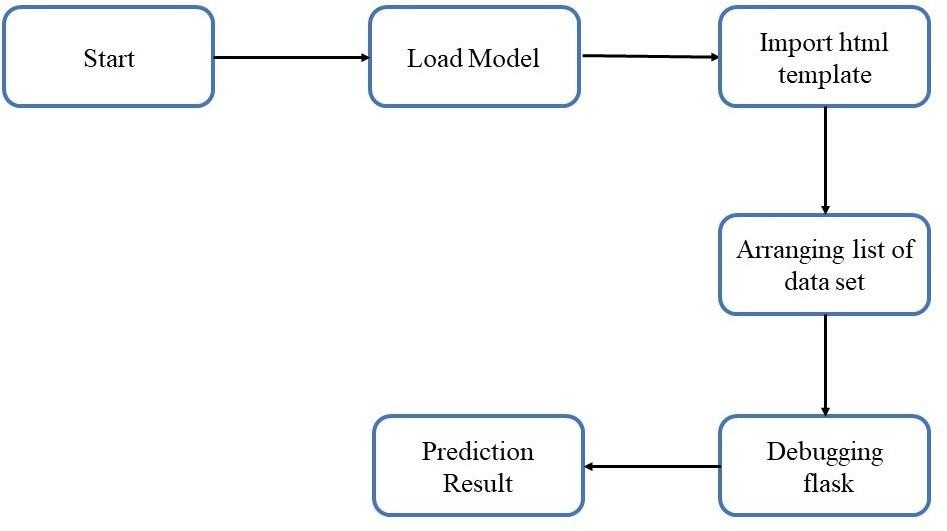 Start
Load Model
Import html
template
Arranging list of
data set
Debugging
flask
Prediction
Result